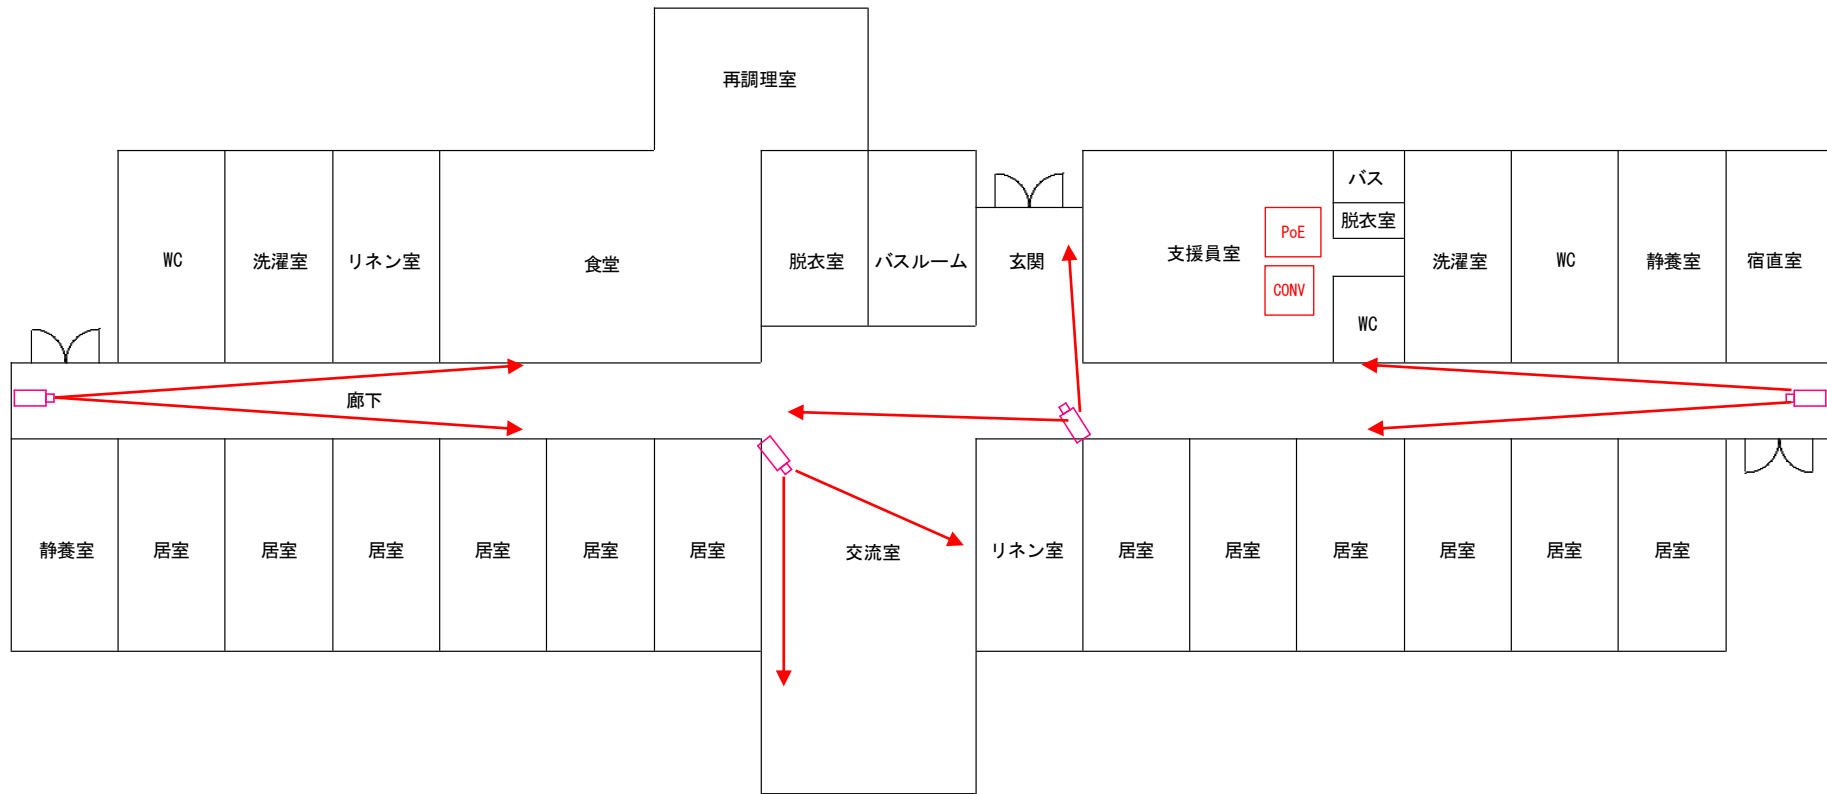 再調理室
バス
脱衣室
PoE
支援員室
WC
洗濯室
リネン室
食堂
脱衣室
バスルーム
玄関
洗濯室
WC
静養室
宿直室
CONV
WC
廊下
静養室
居室
居室
居室
居室
居室
居室
交流室
リネン室
居室
居室
居室
居室
居室
居室